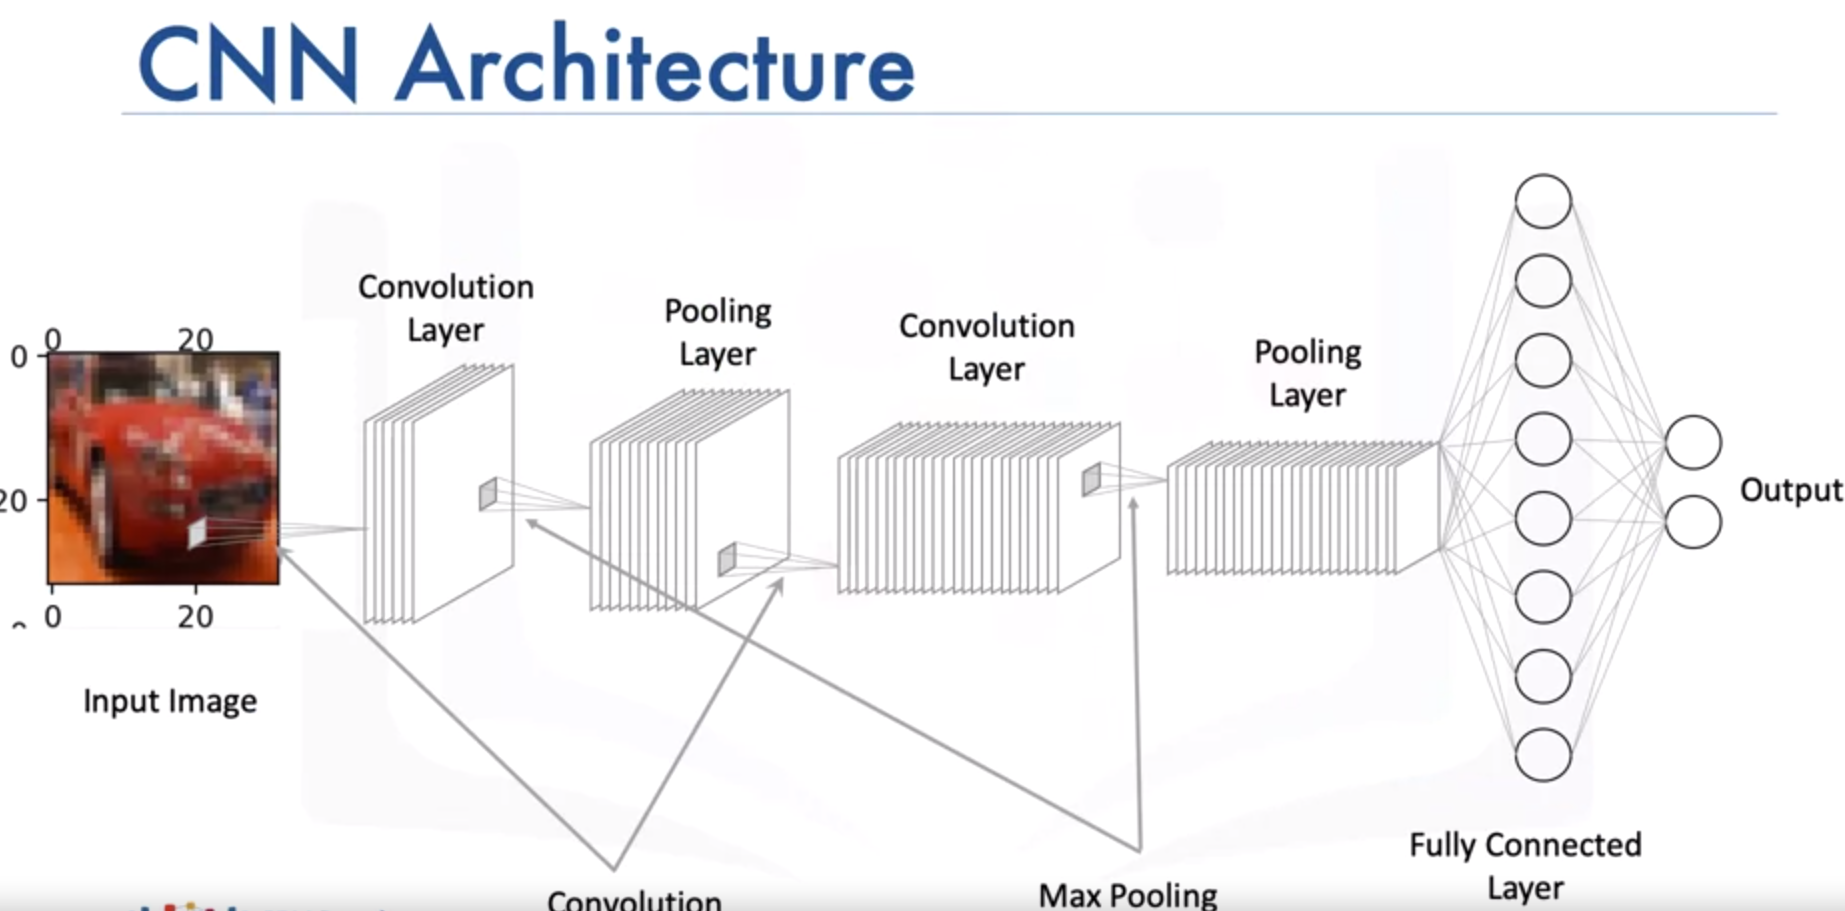 CNN Architecture
Convolution
Layer
Pooling
Layer
Convolution
Layer
Pooling
Layer
0 20
0
20
0 20
Input Image
Output
Convolution
Max Pooling
Fully Connected
Layer